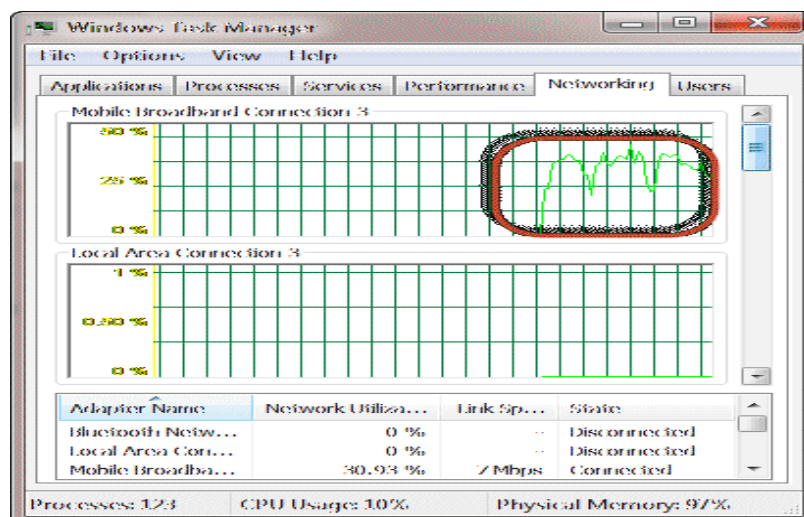 Windows Task Manager
File Options View Help
Applications Processes Services Performance Networking Users
Mobile Broadband Connection 3
50 %
25 %
0 %
Local Area Connection 3
1 %
0.50 %
0 %
Adapter Name Network Utiliza... Link Sp... State
Bluetooth Netw... 0 % - Disconnected
Local Area Con... 0 % - Disconnected
Mobile Broadba... 30.93 % 7 Mbps Connected
Processes: 123 CPU Usage: 10% Physical Memory: 97%